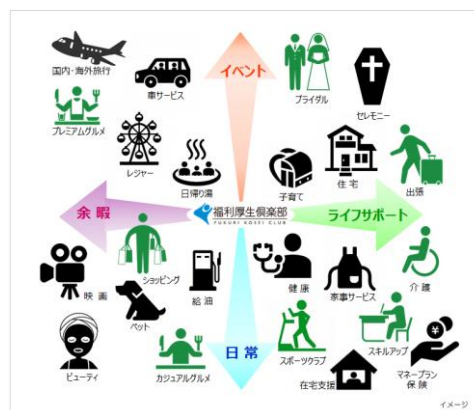 国内・海外旅行
車サービス
イベント
ブライダル
セレモニー
プレミアムグルメ
レジャー
日帰り湯
子育て
住宅
出張
余暇
福利厚生倶楽部
FUKURI KOSEI CLUB
ライフサポート
映画
ショッピング
給油
健康
家事サービス
介護
ペット
日常
ビューティ
カジュアルグルメ
スポーツクラブ
在宅支援
スキルアップ
マネープラン
保険
¥
イメージ